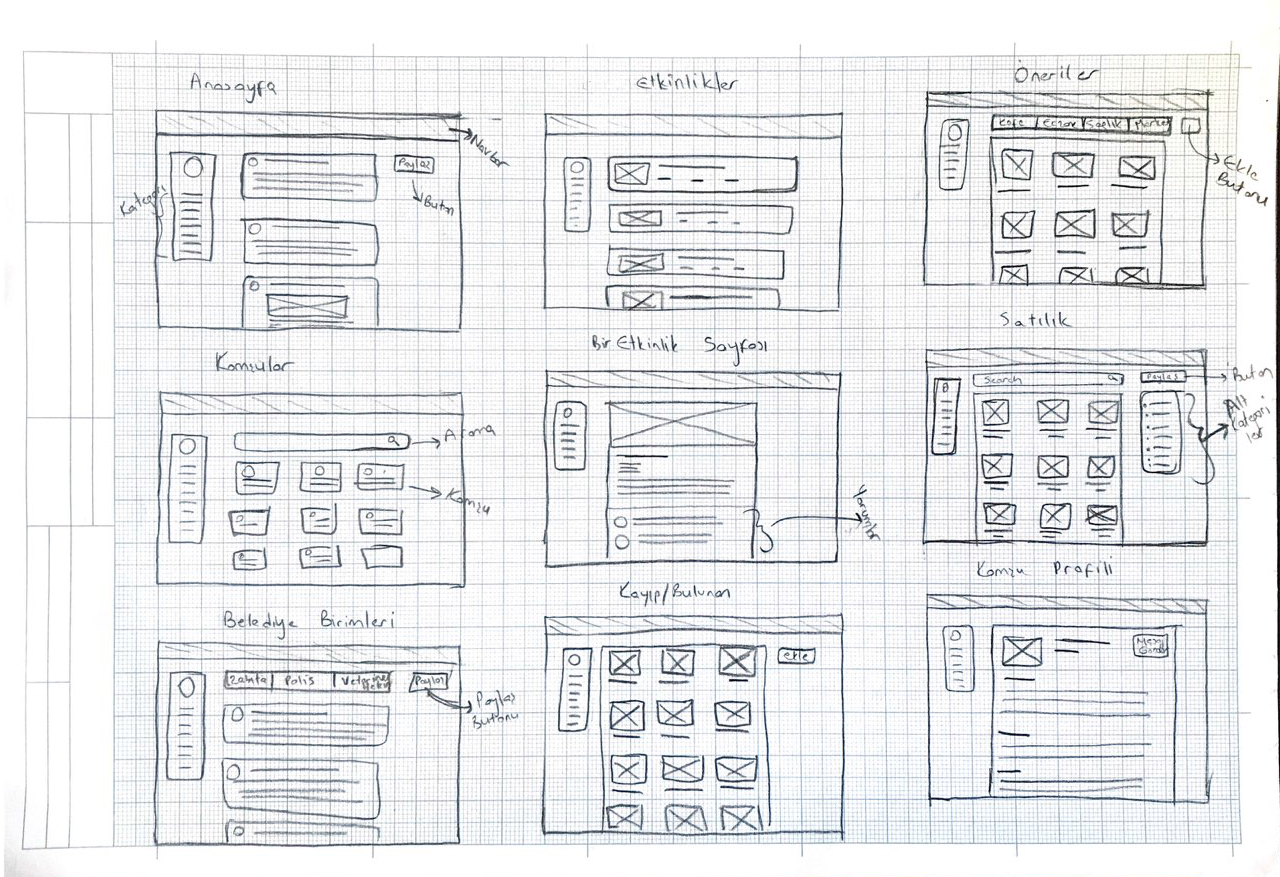 Anasayfa
Navbar
Paylaş
Buton
Kategori
Etkinlikler
Öneriler
Kafe
Eczane
Sağlık
Market
Ekle
Butonu
Komşular
Arama
Komşu
Bir Etkinlik Sayfası
Yorumlar
Satılık
Search
Paylaş
Buton
Alt
Kategori
ler
Belediye Birimleri
Zabıta
Polis
Veteriner
Paylaş
Paylaş
Butonu
Kayıp/Bulunan
ekle
Komşu Profili
Mesaj
Gönder